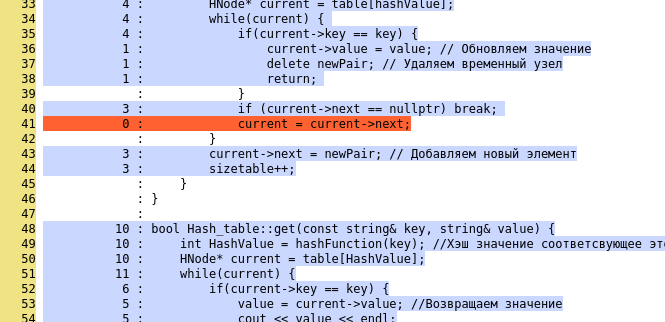 33 4 : HNode* current = table[hashValue];
34 4 : while(current) {
35 4 : if(current->key == key) {
36 1 : current->value = value; // Обновляем значение
37 1 : delete newPair; // Удаляем временный узел
38 1 : return;
39 : }
40 3 : if (current->next == nullptr) break;
41 0 : current = current->next;
42 : }
43 3 : current->next = newPair; // Добавляем новый элемент
44 3 : sizetable++;
45 : }
46 : }
47 :
48 10 : bool Hash_table::get(const string& key, string& value) {
49 10 : int HashValue = hashFunction(key); //Хэш значение соответсвующее
50 10 : HNode* current = table[HashValue];
51 11 : while(current) {
52 6 : if(current->key == key) {
53 5 : value = current->value; //Возвращаем значение
54 5 : cout << value << endl;